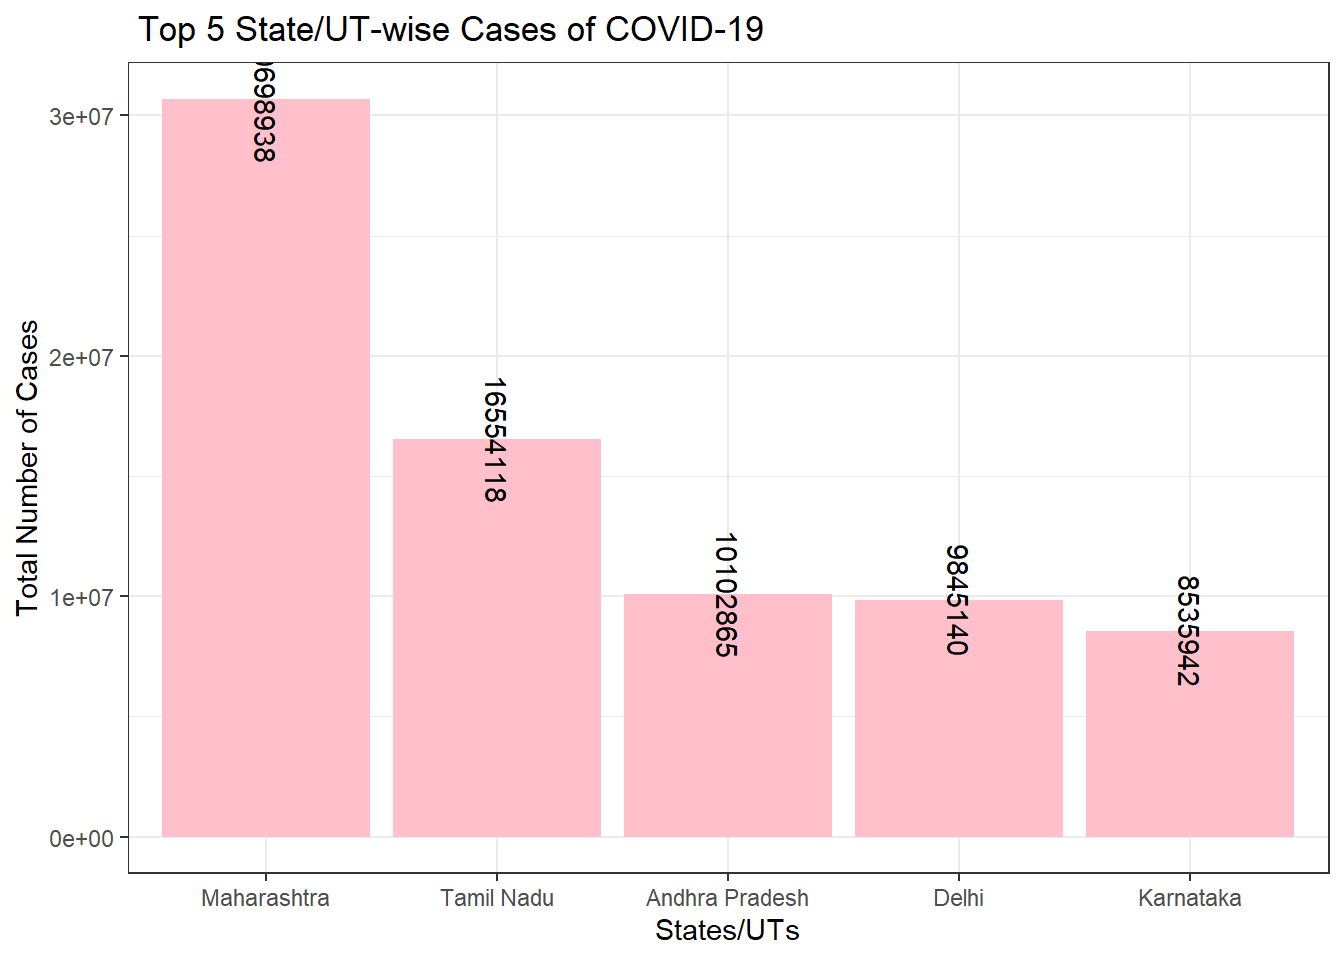 Top 5 State/UT-wise Cases of COVID-19
Total Number of Cases
3e+07
2e+07
1e+07
0e+00
0698938
16554118
10102865
9845140
8535942
Maharashtra
Tamil Nadu
Andhra Pradesh
Delhi
Karnataka
States/UTs